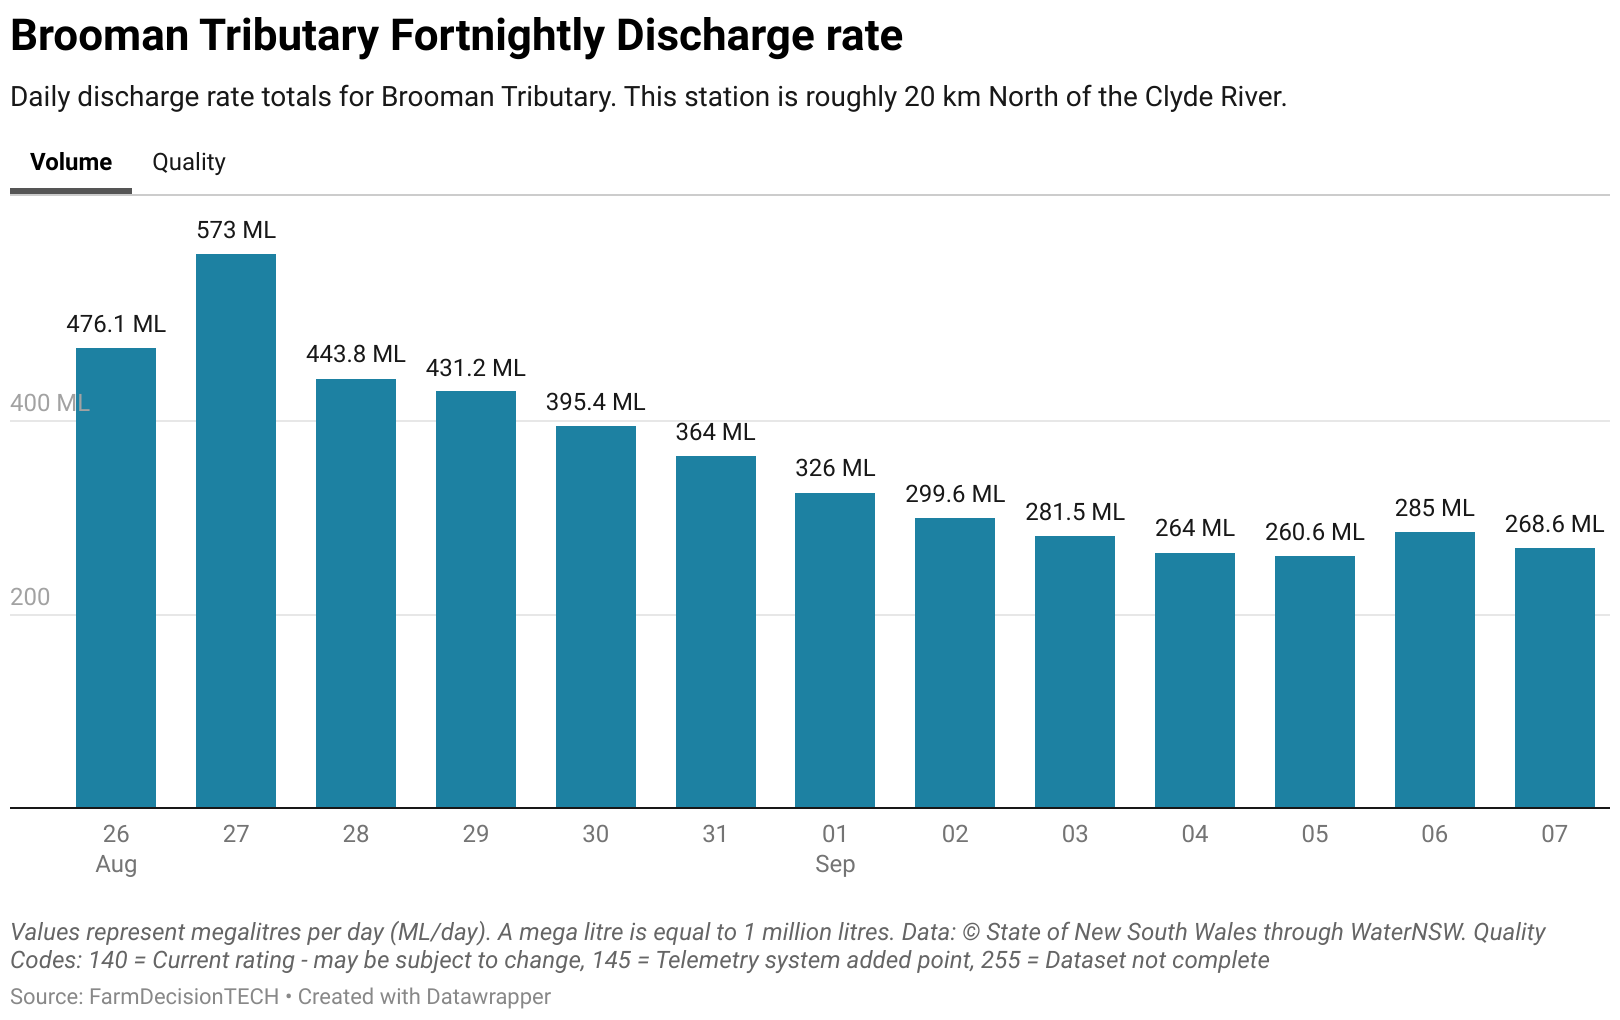 Brooman Tributary Fortnightly Discharge rate
Daily discharge rate totals for Brooman Tributary. This station is roughly 20 km North of the Clyde River.
Volume Quality
573 ML
476.1 ML
443.8 ML
431.2 ML
400 ML
395.4 ML
364 ML
326 ML
299.6 ML
281.5 ML
264 ML
260.6 ML
285 ML
268.6 ML
200
26 27 28 29 30 31 01 02 03 04 05 06 07
Aug Sep
Values represent megalitres per day (ML/day). A mega litre is equal to 1 million litres. Data: © State of New South Wales through WaterNSW. Quality
Codes: 140 = Current rating - may be subject to change, 145 = Telemetry system added point, 255 = Dataset not complete
Source: FarmDecisionTECH • Created with Datawrapper